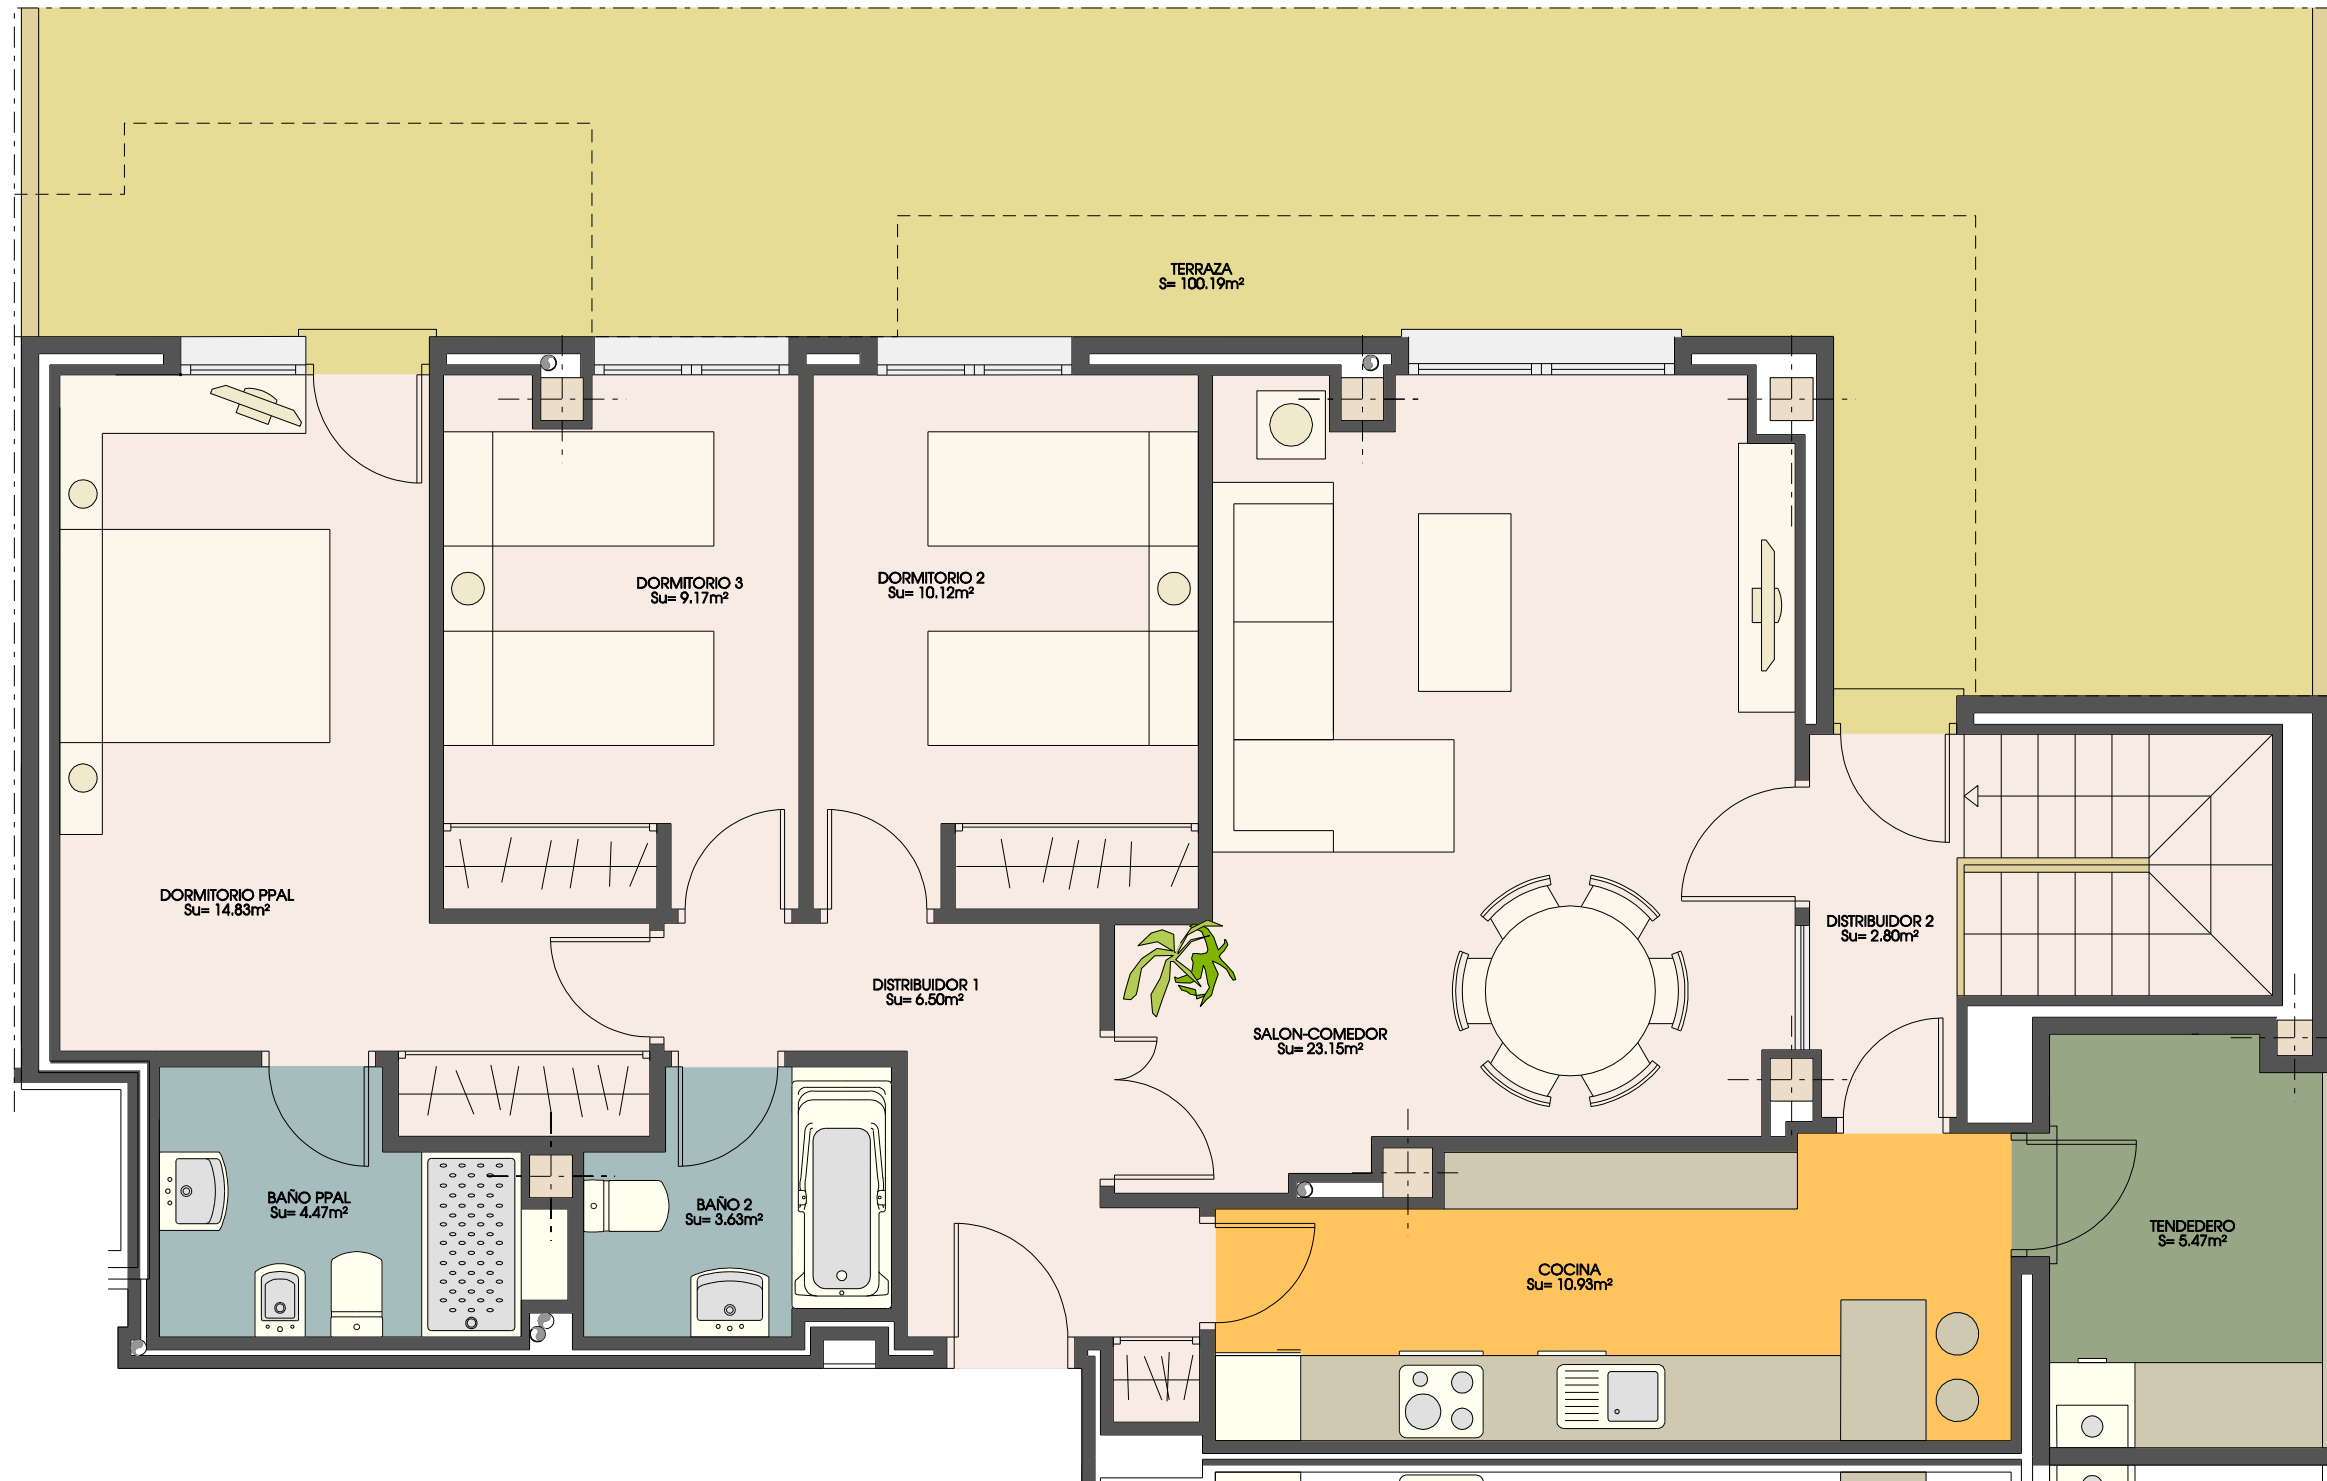 TERRAZA
S= 100.19m²
DORMITORIO 3
Su= 9.17m²
DORMITORIO 2
Su= 10.12m²
DORMITORIO PPAL
Su= 14.83m²
DISTRIBUIDOR 2
Su= 2.80m²
DISTRIBUIDOR 1
Su= 6.50m²
SALON-COMEDOR
Su= 23.15m²
BAÑO PPAL
Su= 4.47m²
BAÑO 2
Su= 3.63m²
TENDEDERO
S= 5.47m²
COCINA
Su= 10.93m²